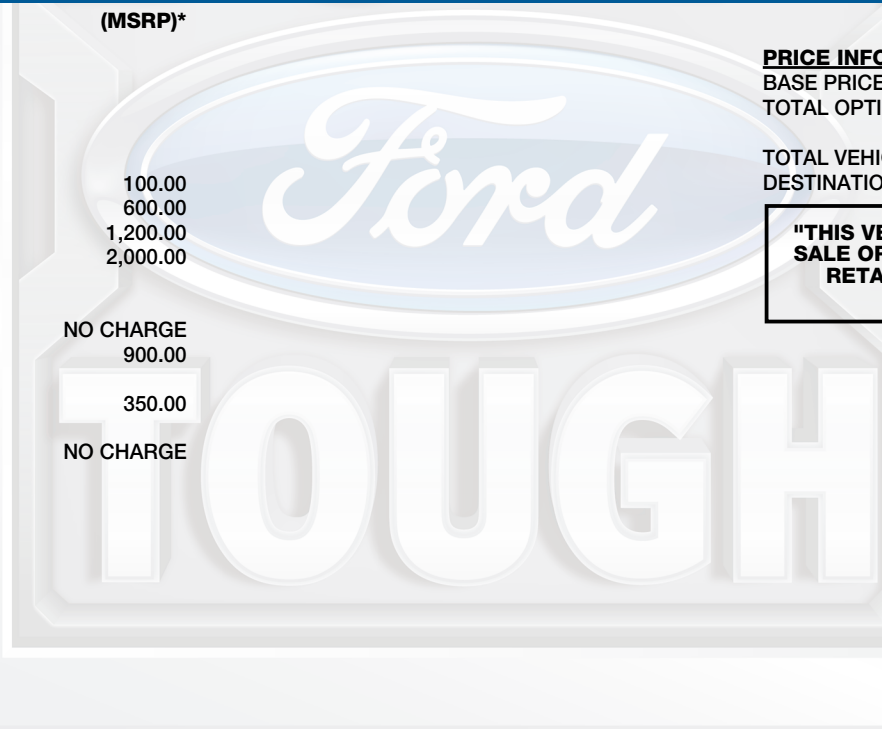 (MSRP)*
100.00
600.00
1,200.00
2,000.00
NO CHARGE
900.00
350.00
NO CHARGE
PRICE INFO
BASE PRICE
TOTAL OPTI
TOTAL VEHI
DESTINATIO
"THIS VE
SALE OR
RETA
Ford
TOUGH